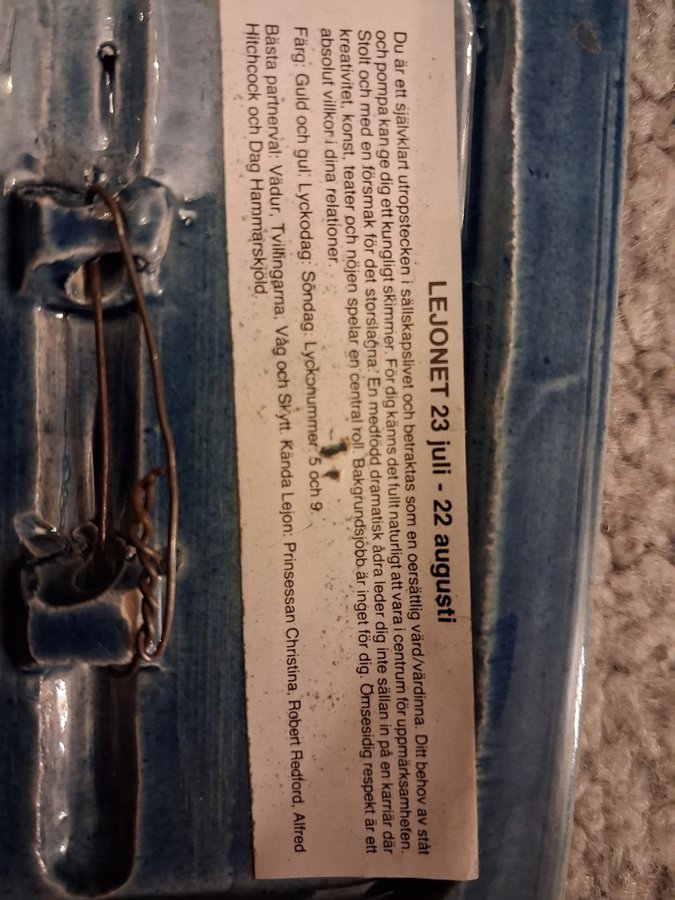 LEJONET 23 juli - 22 augusti
Du är ett självklart utropstecken i sällskapslivet och betraktas som en oersättlig värd/värdinna. Ditt behov av ståt
och pompa kan ge dig ett kungligt skimmer. För dig känns det fullt naturligt att vara i centrum för uppmärksamheten.
Stolt och med en försmak för det storslagna. En medfödd dramatisk ådra leder dig inte sällan in på en karriär där
kreativitet, konst, teater och nöjen spelar en central roll. Bakgrundsjobb är inget för dig. Ömsesidig respekt är ett
absolut villkor i dina relationer.
Färg: Guld och gul: Lyckodag: Söndag: Lyckonummer: 5 och 9.
Bästa partnerval: Vädur, Tvillingarna, Våg och Skytt. Kända Lejon: Prinsessan Christina, Robert Redford, Alfred
Hitchcock och Dag Hammarskjöld.